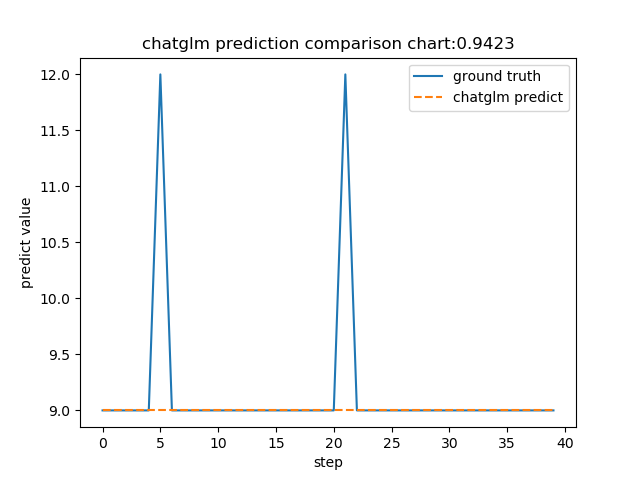 chatglm prediction comparison chart:0.9423
ground truth
chatglm predict
12.0
11.5
11.0
10.5
10.0
9.5
9.0
predict value
0 5 10 15 20 25 30 35 40
step